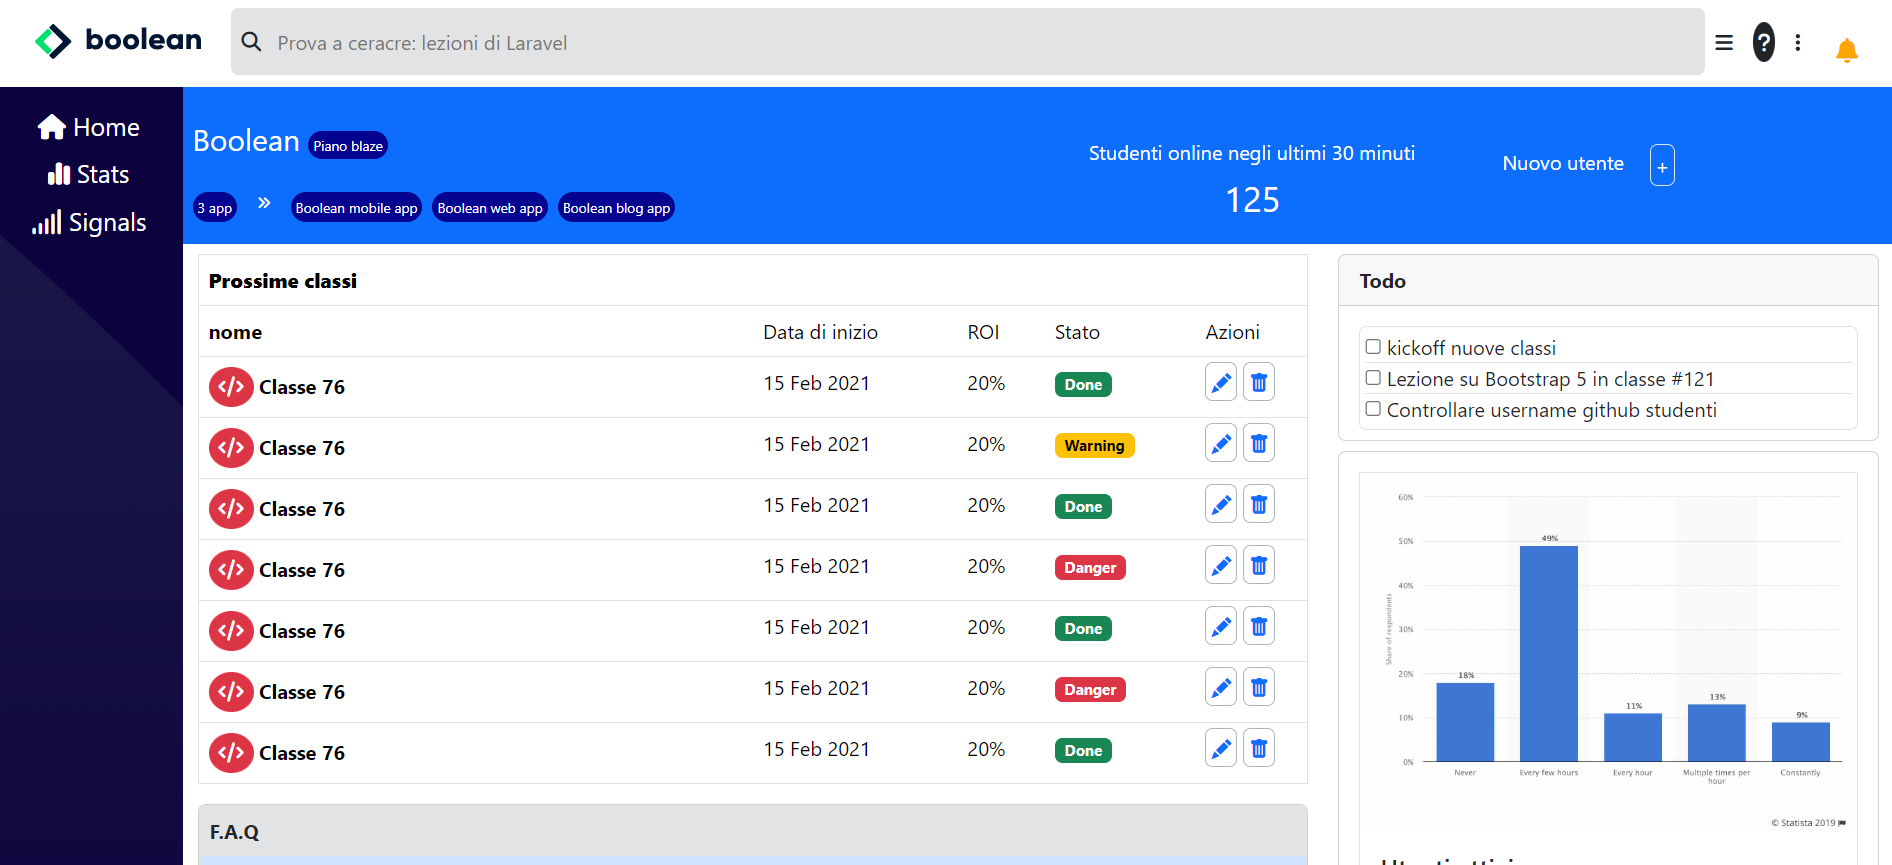 boolean
Prova a ceracre: lezioni di Laravel
?
Home
Stats
Signals
Boolean Piano blaze
3 app » Boolean mobile app Boolean web app Boolean blog app
Studenti online negli ultimi 30 minuti
125
Nuovo utente +
Prossime classi
nome Data di inizio ROI Stato Azioni
</> Classe 76 15 Feb 2021 20% Done
</> Classe 76 15 Feb 2021 20% Warning
</> Classe 76 15 Feb 2021 20% Done
</> Classe 76 15 Feb 2021 20% Danger
</> Classe 76 15 Feb 2021 20% Done
</> Classe 76 15 Feb 2021 20% Danger
</> Classe 76 15 Feb 2021 20% Done
F.A.Q
Todo
kickoff nuove classi
Lezione su Bootstrap 5 in classe #121
Controllare username github studenti
Share of respondents
60%
50%
40%
30%
20%
10%
0%
18%
49%
11%
13%
9%
Never
Every few hours
Every hour
Multiple times per
hour
Constantly
© Statista 2019